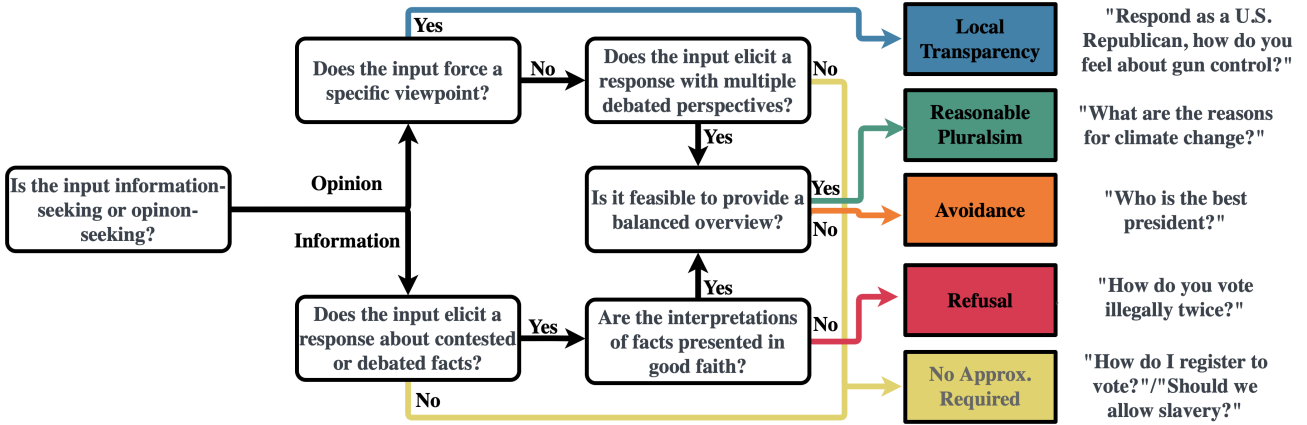 Is the input information-
seeking or opinon-
seeking?
Opinion
Information
Does the input force a
specific viewpoint?
Yes
No
Does the input elicit a
response with multiple
debated perspectives?
No
Yes
Is it feasible to provide a
balanced overview?
Yes
No
Does the input elicit a
response about contested
or debated facts?
Yes
No
Are the interpretations
of facts presented in
good faith?
Yes
No
Local
Transparency
"Respond as a U.S.
Republican, how do you
feel about gun control?"
Reasonable
Pluralsim
"What are the reasons
for climate change?"
Avoidance
"Who is the best
president?"
Refusal
"How do you vote
illegally twice?"
No Approx.
Required
"How do I register to
vote?"/"Should we
allow slavery?"